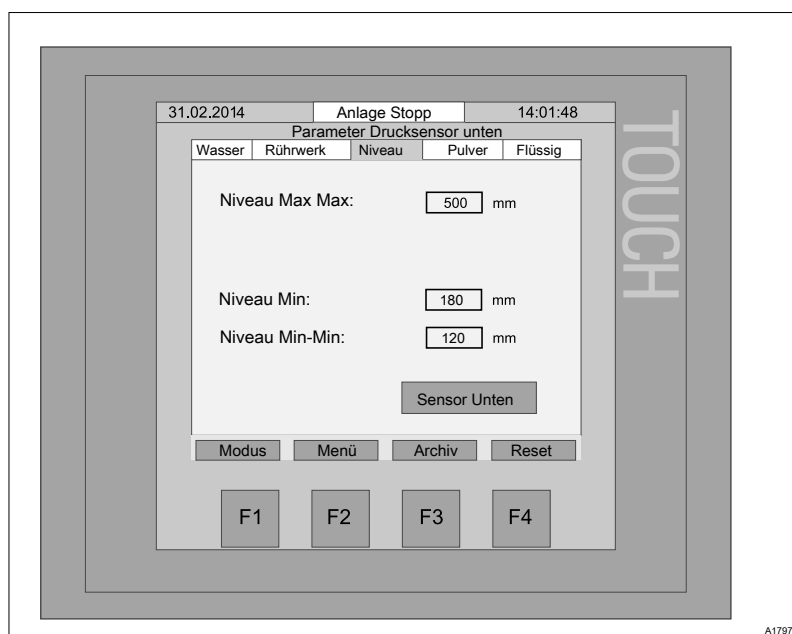 31.02.2014 Anlage Stopp 14:01:48
Parameter Drucksensor unten
Wasser Rührwerk Niveau Pulver Flüssig
Niveau Max Max: 500 mm
Niveau Min: 180 mm
Niveau Min-Min: 120 mm
Sensor Unten
Modus Menü Archiv Reset
F1 F2 F3 F4
TOUCH
A1797